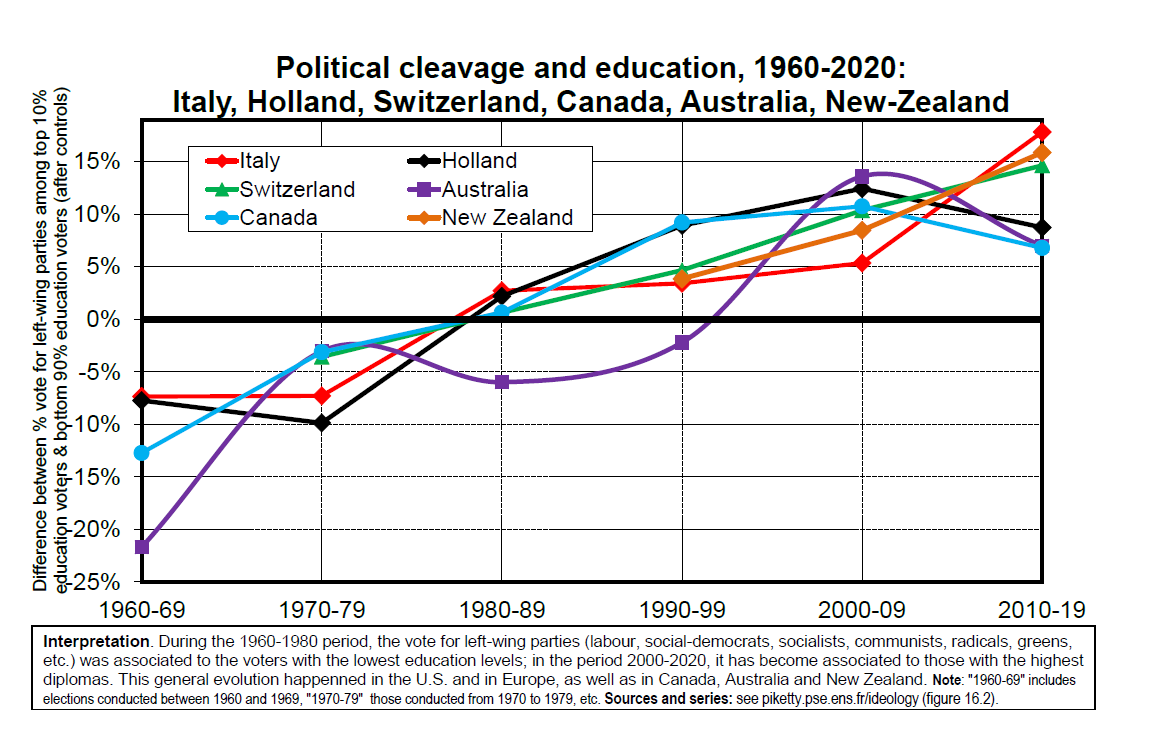 Political cleavage and education, 1960-2020:
Italy, Holland, Switzerland, Canada, Australia, New-Zealand
Difference between % vote for left-wing parties among top 10%
education voters & bottom 90% education voters (after controls)
15%
10%
5%
0%
-5%
-10%
-15%
-20%
-25%
Italy
Holland
Switzerland
Australia
Canada
New Zealand
1960-69
1970-79
1980-89
1990-99
2000-09
2010-19
Interpretation. During the 1960-1980 period, the vote for left-wing parties (labour, social-democrats, socialists, communists, radicals, greens,
etc.) was associated to the voters with the lowest education levels; in the period 2000-2020, it has become associated to those with the highest
diplomas. This general evolution happenned in the U.S. and in Europe, as well as in Canada, Australia and New Zealand. Note: "1960-69" includes
elections conducted between 1960 and 1969, "1970-79" those conducted from 1970 to 1979, etc. Sources and series: see piketty.pse.ens.fr/ideology (figure 16.2).